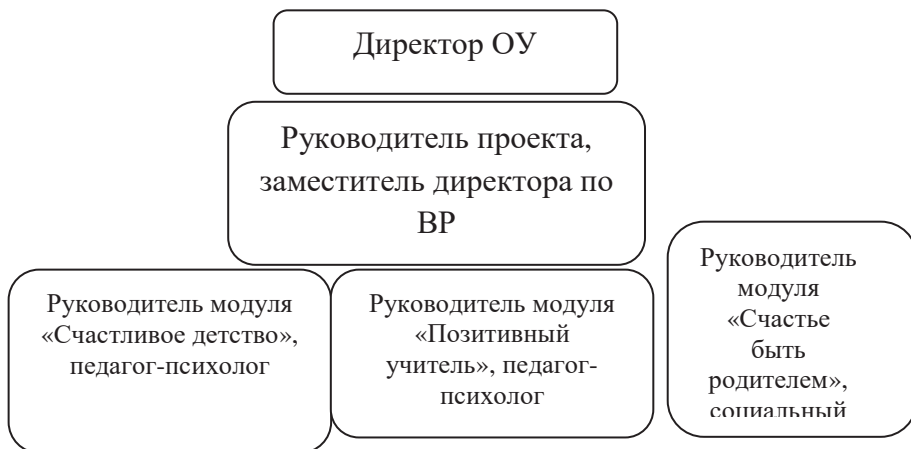 Директор ОУ
Руководитель проекта,
заместитель директора по
ВР
Руководитель модуля
«Счастливое детство»,
педагог-психолог
Руководитель модуля
«Позитивный
учитель», педагог-
психолог
Руководитель
модуля
«Счастье
быть
родителем»,
социальный